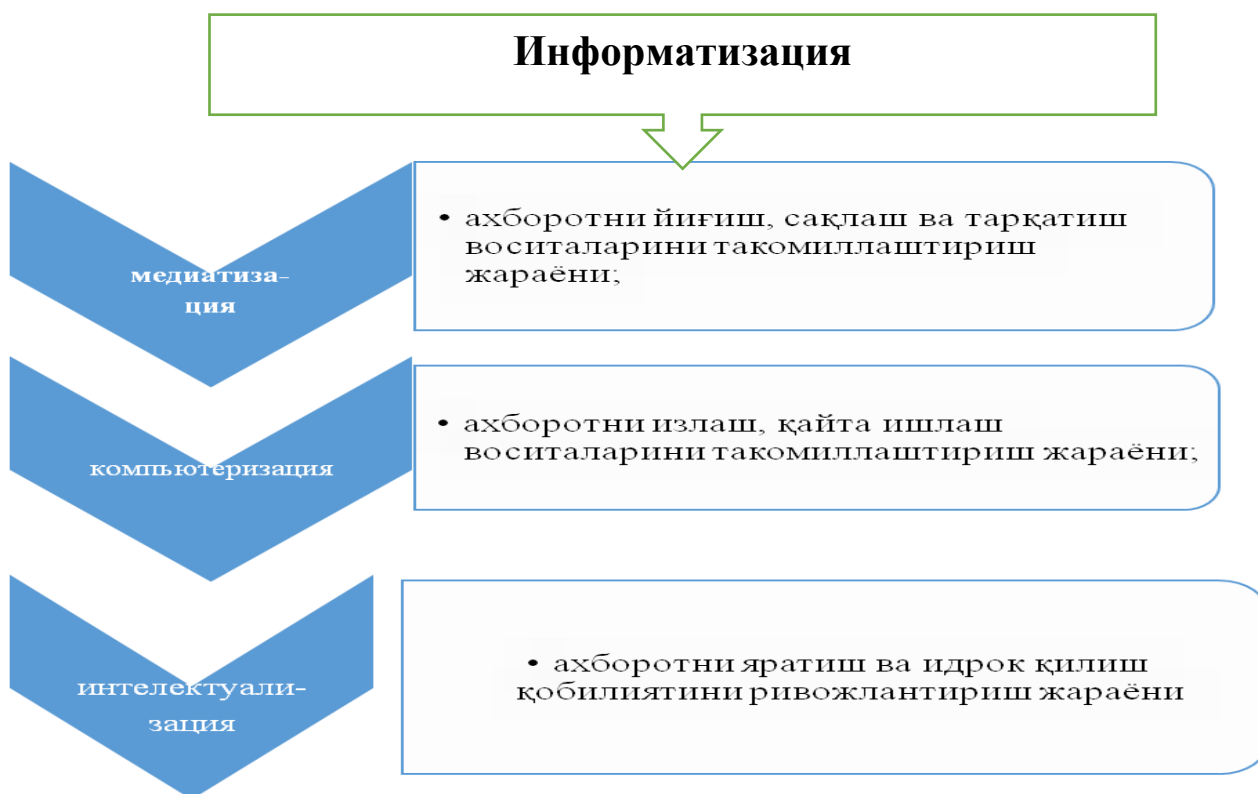 Информатизация
медиатиза-
ция
• ахборотни йиғиш, сақлаш ва тарқатиш
воситаларини такомиллаштириш
жараёни;
компьютеризация
• ахборотни излаш, қайта ишлаш
воситаларини такомиллаштириш жараёни;
интелектуали-
зация
• ахборотни яратиш ва идрок қилиш
қобилиятини ривожлантириш жараёни